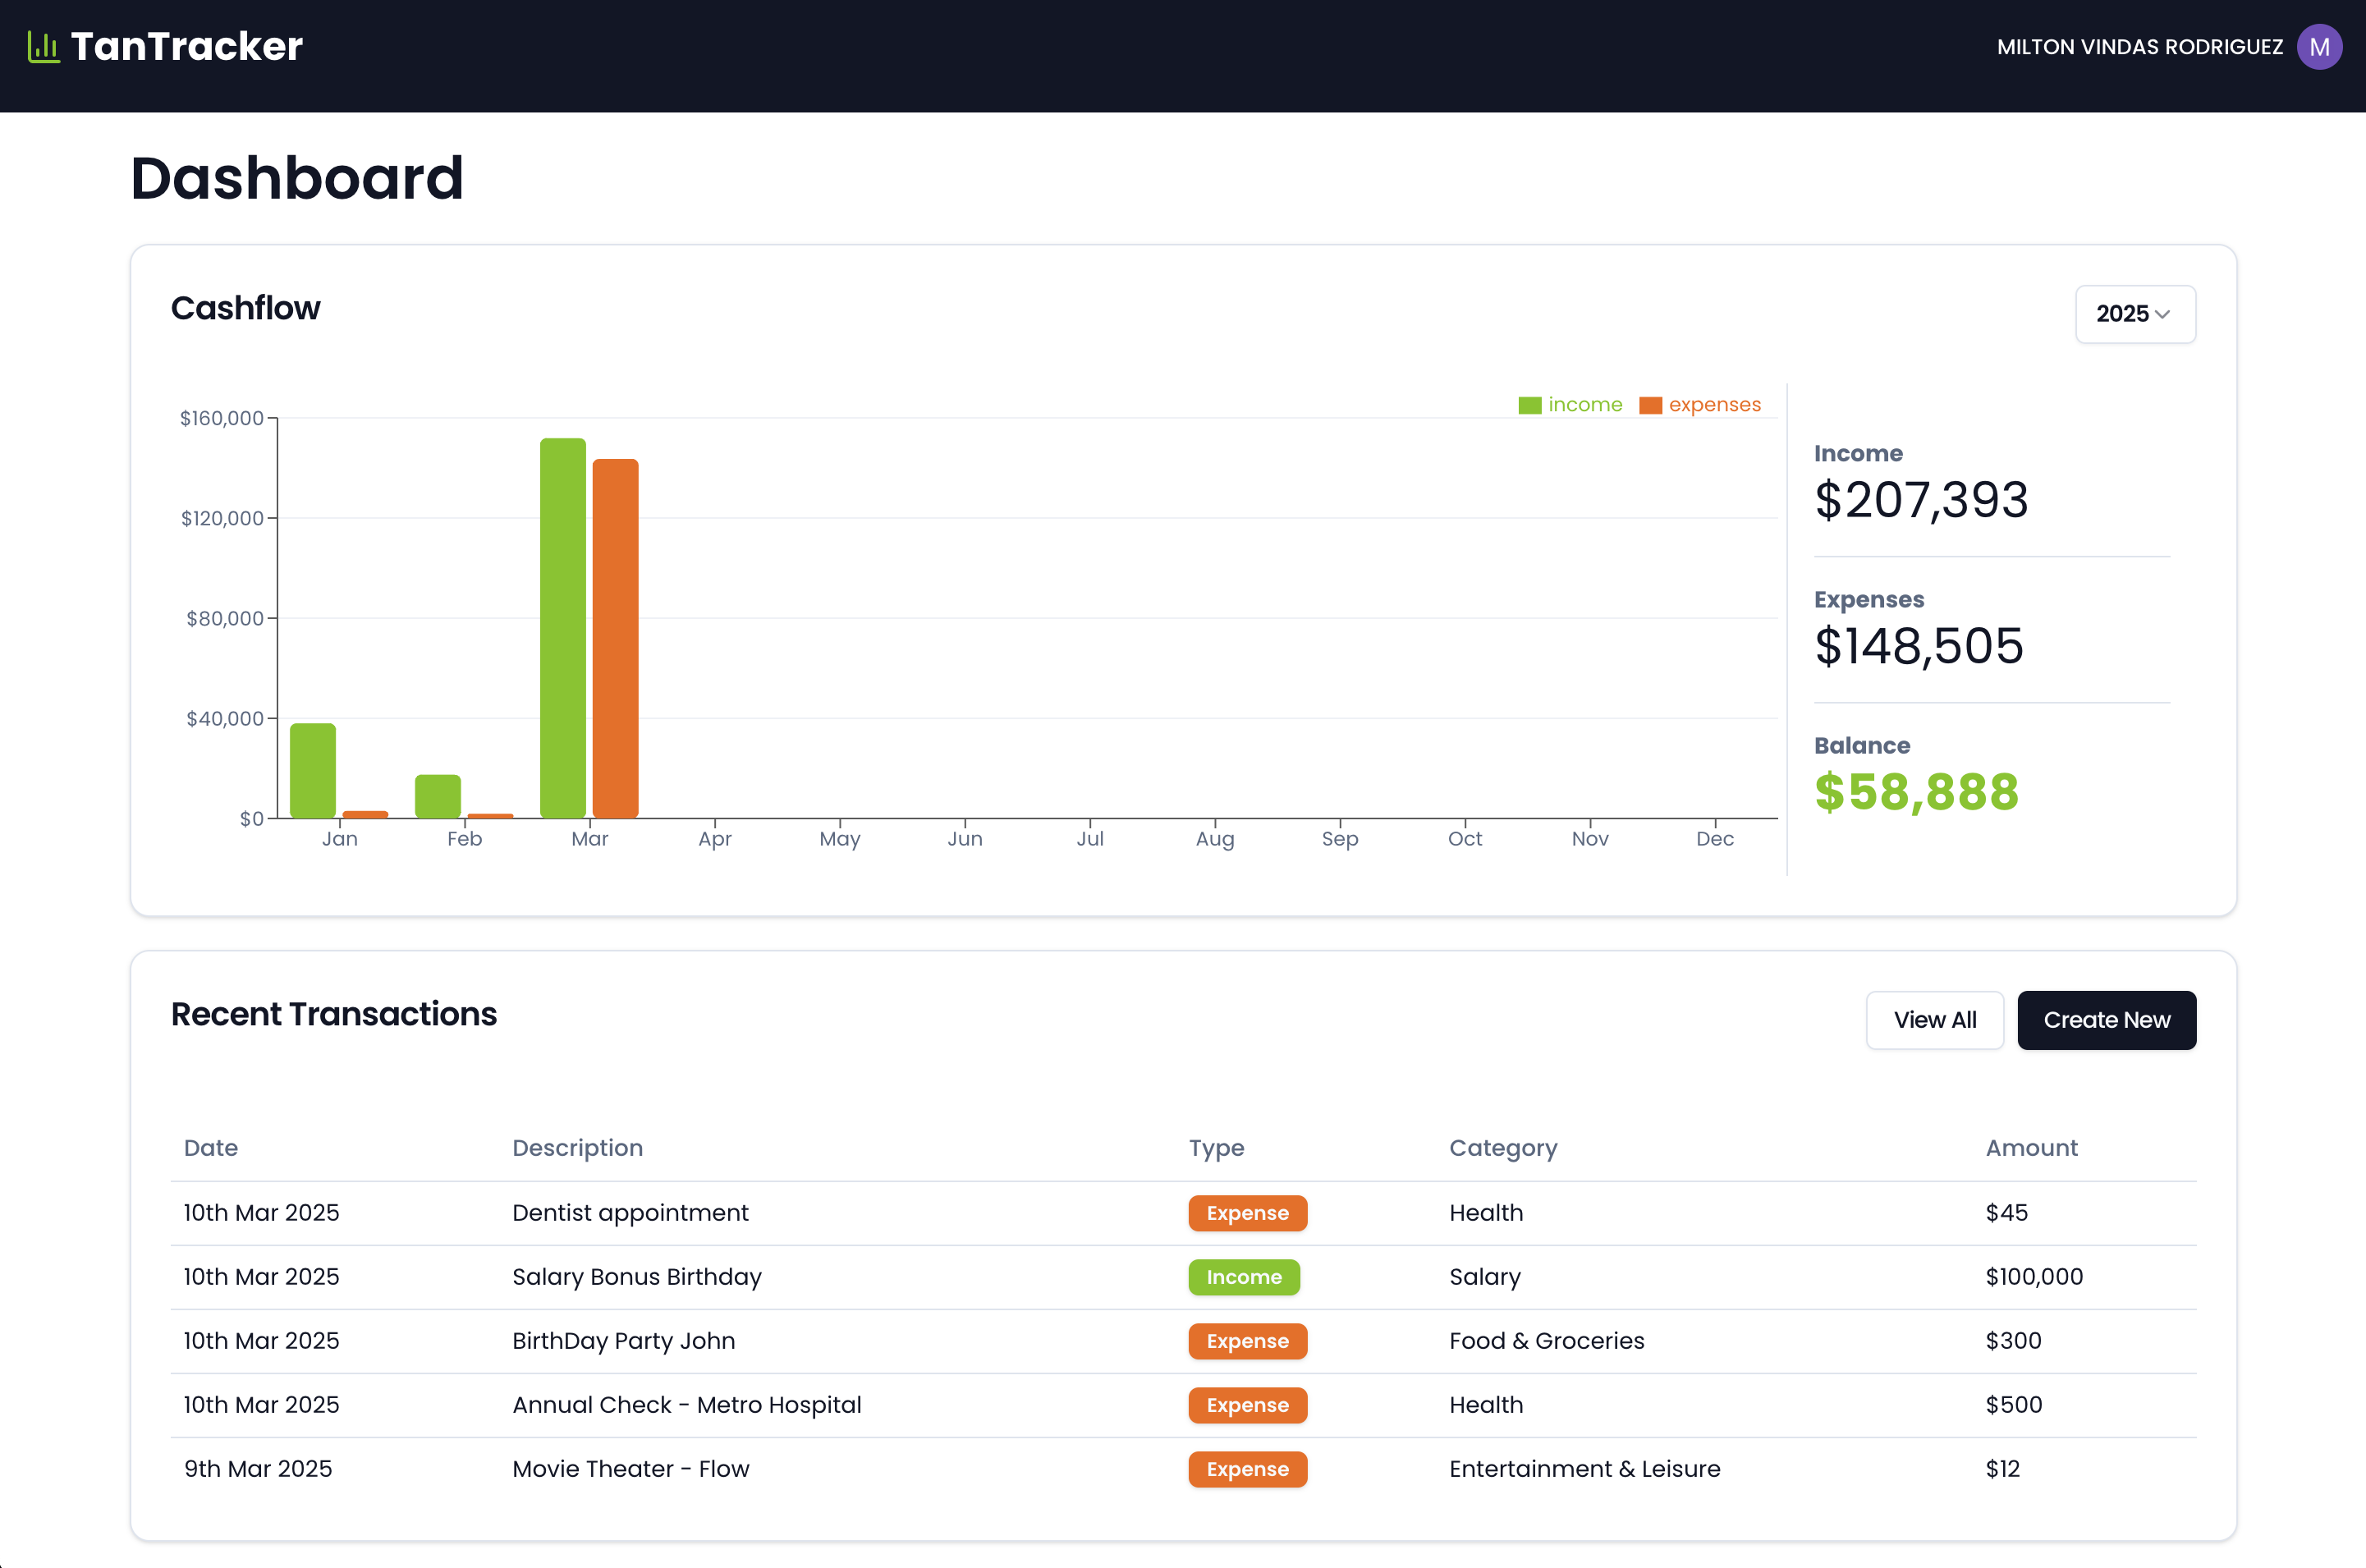 TanTracker
MILTON VINDAS RODRIGUEZ M
Dashboard
Cashflow
2025
income expenses
$160,000
$120,000
$80,000
$40,000
$0
Jan Feb Mar Apr May Jun Jul Aug Sep Oct Nov Dec
Income
$207,393
Expenses
$148,505
Balance
$58,888
Recent Transactions
View All
Create New
Date Description Type Category Amount
10th Mar 2025 Dentist appointment Expense Health $45
10th Mar 2025 Salary Bonus Birthday Income Salary $100,000
10th Mar 2025 BirthDay Party John Expense Food & Groceries $300
10th Mar 2025 Annual Check - Metro Hospital Expense Health $500
9th Mar 2025 Movie Theater - Flow Expense Entertainment & Leisure $12